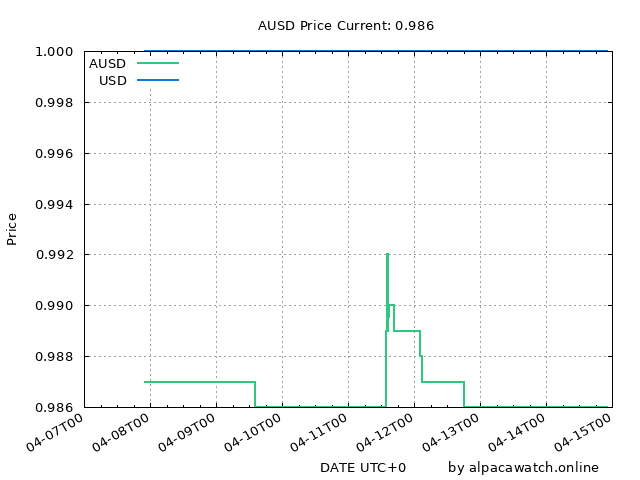 AUSD Price Current: 0.986
1.000
AUSD
USD
0.998
0.996
0.994
0.992
0.990
0.988
0.986
Price
04-07T00
04-08T00
04-09T00
04-10T00
04-11T00
04-12T00
04-13T00
04-14T00
04-15T00
DATE UTC+0
by alpacawatch.online